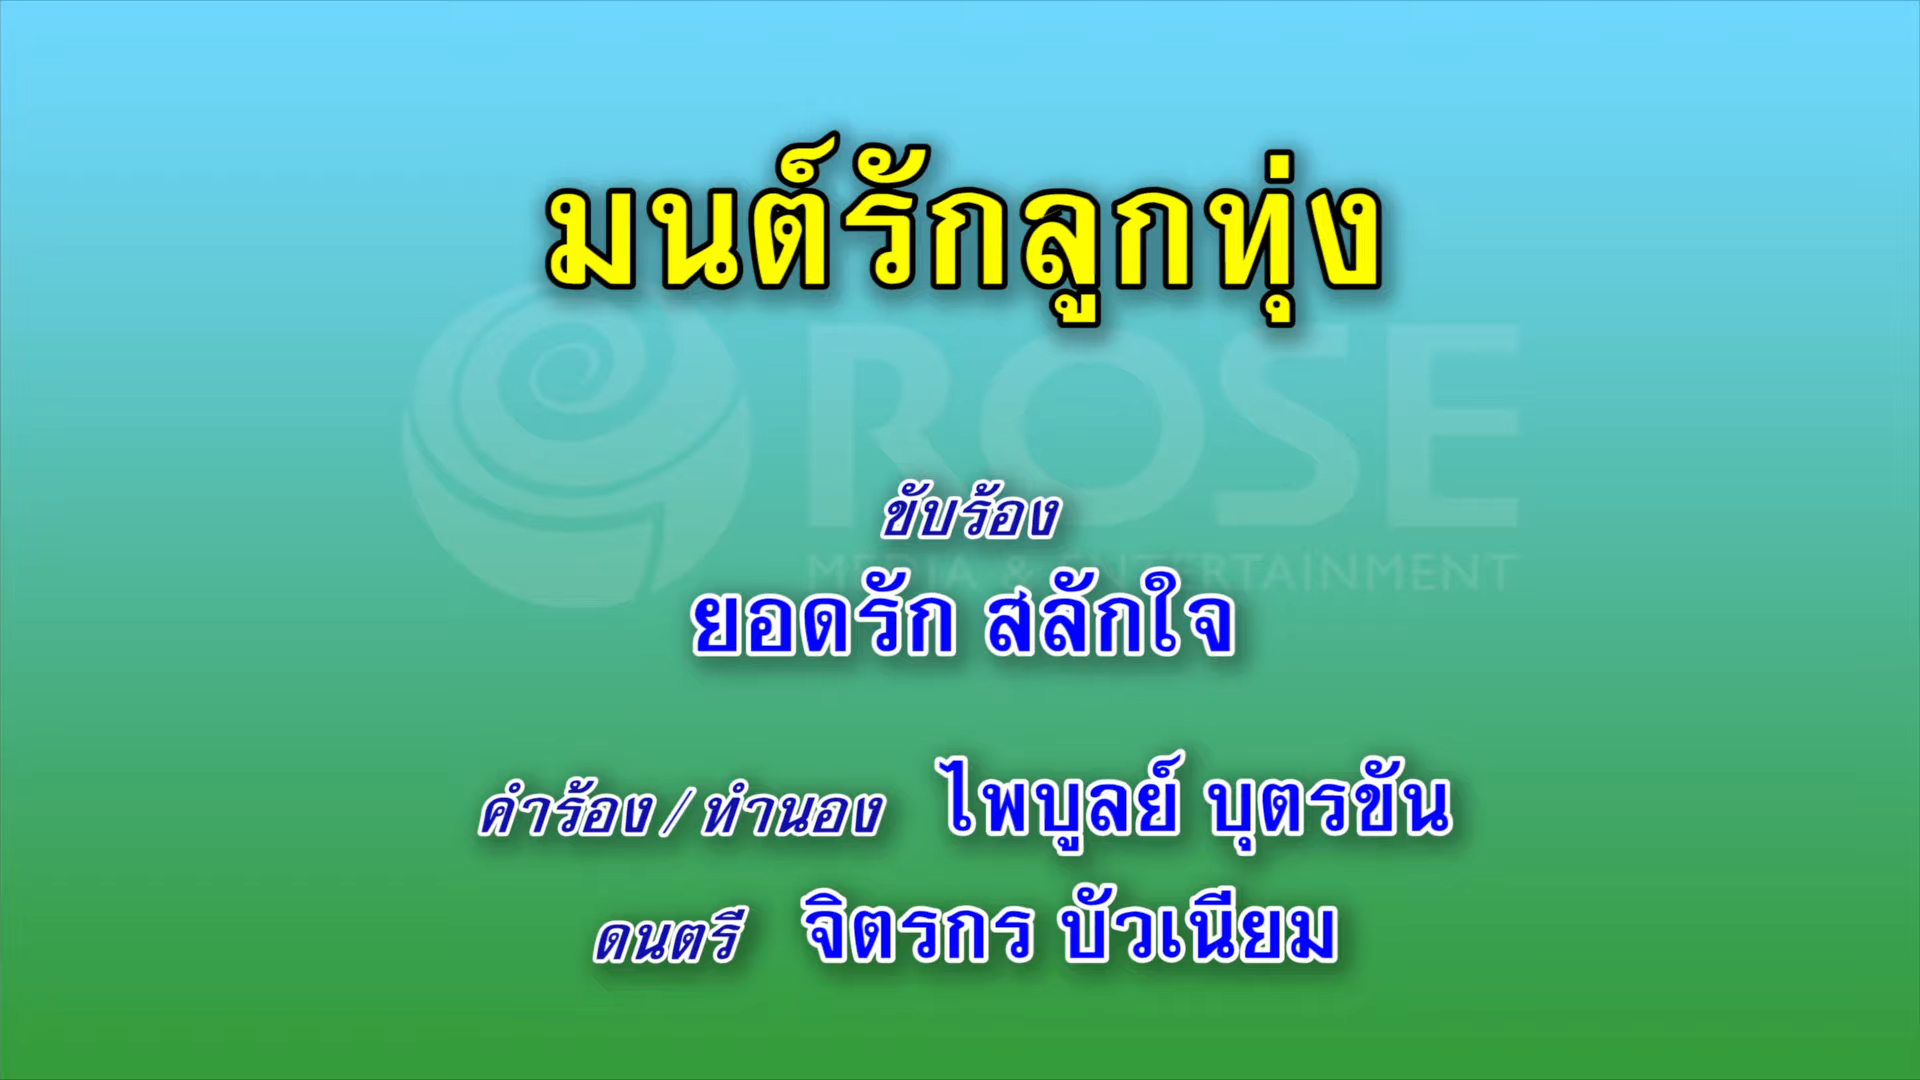 มนต์รักลูกทุ่ง
ROSE
MEDIA & ENTERTAINMENT
ขับร้อง
ยอดรัก สลักใจ
คำร้อง / ทำนอง ไพบูลย์ บุตรขัน
ดนตรี จิตรกร บัวเนียม